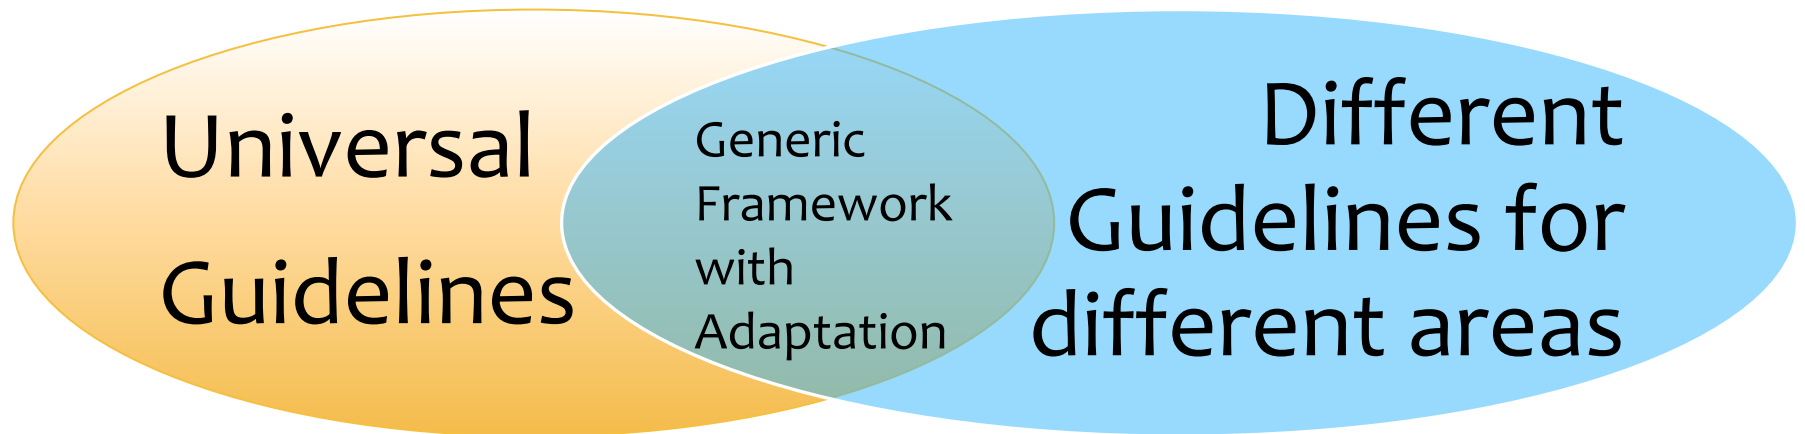 Universal
Guidelines
Generic
Framework
with
Adaptation
Different
Guidelines for
different areas